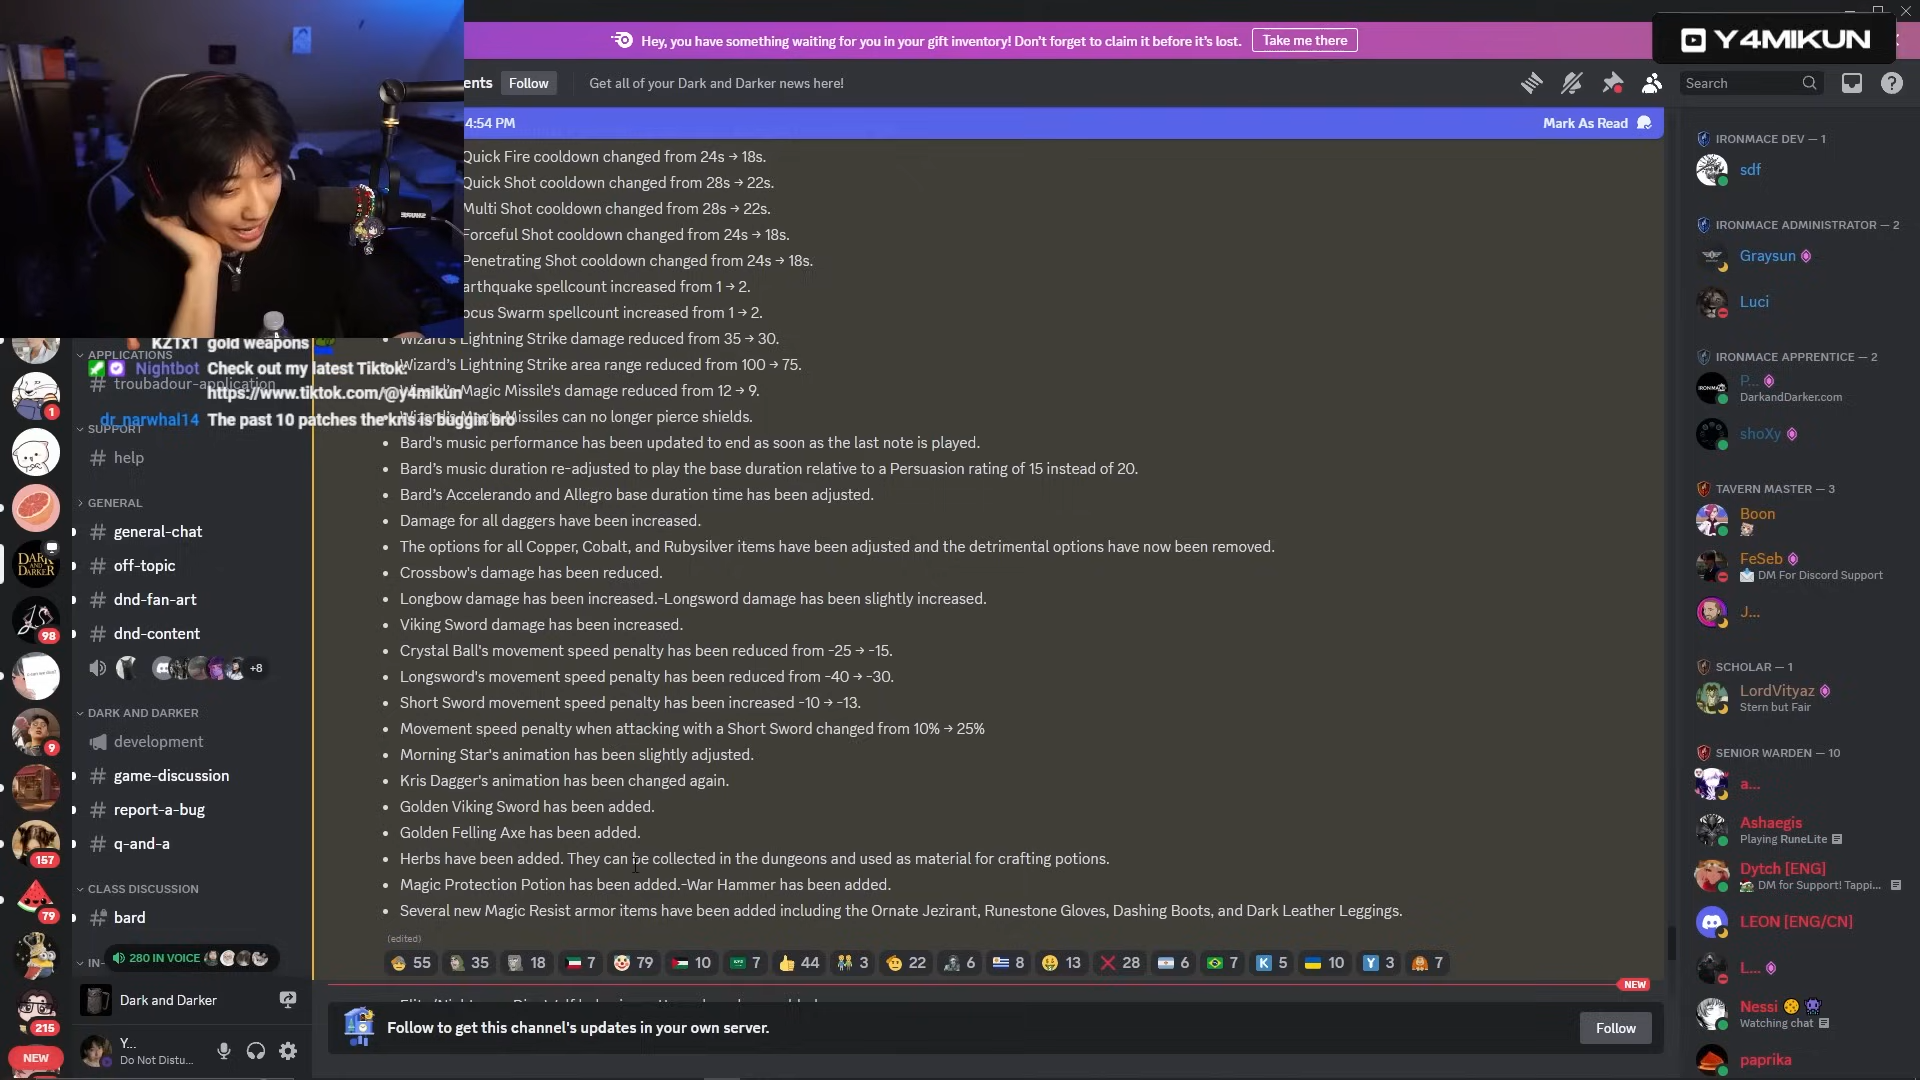 Hey, you have something waiting for you in your gift inventory! Don't forget to claim it before it's lost.
Take me there
Y4MIKUN
ents
Follow
Get all of your Dark and Darker news here!
Search
4:54 PM
Mark As Read
Quick Fire cooldown changed from 24s → 18s.
Quick Shot cooldown changed from 28s → 22s.
Multi Shot cooldown changed from 28s → 22s.
Forceful Shot cooldown changed from 24s → 18s.
Penetrating Shot cooldown changed from 24s → 18s.
arthquake spellcount increased from 1 → 2.
ocus Swarm spellcount increased from 1 → 2.
Wizard's Lightning Strike damage reduced from 35 → 30.
Wizard's Lightning Strike area range reduced from 100 → 75.
Magic Missile's damage reduced from 12 → 9.
Missiles can no longer pierce shields.
Bard's music performance has been updated to end as soon as the last note is played.
Bard's music duration re-adjusted to play the base duration relative to a Persuasion rating of 15 instead of 20.
Bard's Accelerando and Allegro base duration time has been adjusted.
Damage for all daggers have been increased.
The options for all Copper, Cobalt, and Rubysilver items have been adjusted and the detrimental options have now been removed.
Crossbow's damage has been reduced.
Longbow damage has been increased.-Longsword damage has been slightly increased.
Viking Sword damage has been increased.
Crystal Ball's movement speed penalty has been reduced from -25 → -15.
Longsword's movement speed penalty has been reduced from -40 → -30.
Short Sword movement speed penalty has been increased -10 → -13.
Movement speed penalty when attacking with a Short Sword changed from 10% → 25%
Morning Star's animation has been slightly adjusted.
Kris Dagger's animation has been changed again.
Golden Viking Sword has been added.
Golden Felling Axe has been added.
Herbs have been added. They can be collected in the dungeons and used as material for crafting potions.
Magic Protection Potion has been added.-War Hammer has been added.
Several new Magic Resist armor items have been added including the Ornate Jezirant, Runestone Gloves, Dashing Boots, and Dark Leather Leggings.
(edited)
55 35 18 7 79 10 7 44 3 22 6 8 13 28 6 7 5 10 3 7
NEW
Follow to get this channel's updates in your own server.
Follow
KZTx1 gold weapons
APPLICATIONS
Nightbot Check out my latest Tiktok:
troubadour-application
https://www.tiktok.com/@y4mikun
dr_narwhal14 The past 10 patches the kris is buggin bro
SUPPORT
help
GENERAL
general-chat
off-topic
dnd-fan-art
dnd-content
+8
DARK AND DARKER
development
game-discussion
report-a-bug
q-and-a
CLASS DISCUSSION
bard
IN-
280 IN VOICE
Dark and Darker
Y...
Do Not Distu...
1
DARK AND DARKER
98
9
157
79
215
NEW
IRONMACE DEV — 1
sdf
IRONMACE ADMINISTRATOR — 2
Graysun
Luci
IRONMACE APPRENTICE — 2
P...
DarkandDarker.com
shoXy
TAVERN MASTER — 3
Boon
FeSeb
DM For Discord Support
J...
SCHOLAR — 1
LordVityaz
Stern but Fair
SENIOR WARDEN — 10
a...
Ashaegis
Playing RuneLite
Dytch [ENG]
DM for Support! Tappi...
LEON [ENG/CN]
L...
Nessi
Watching chat
paprika